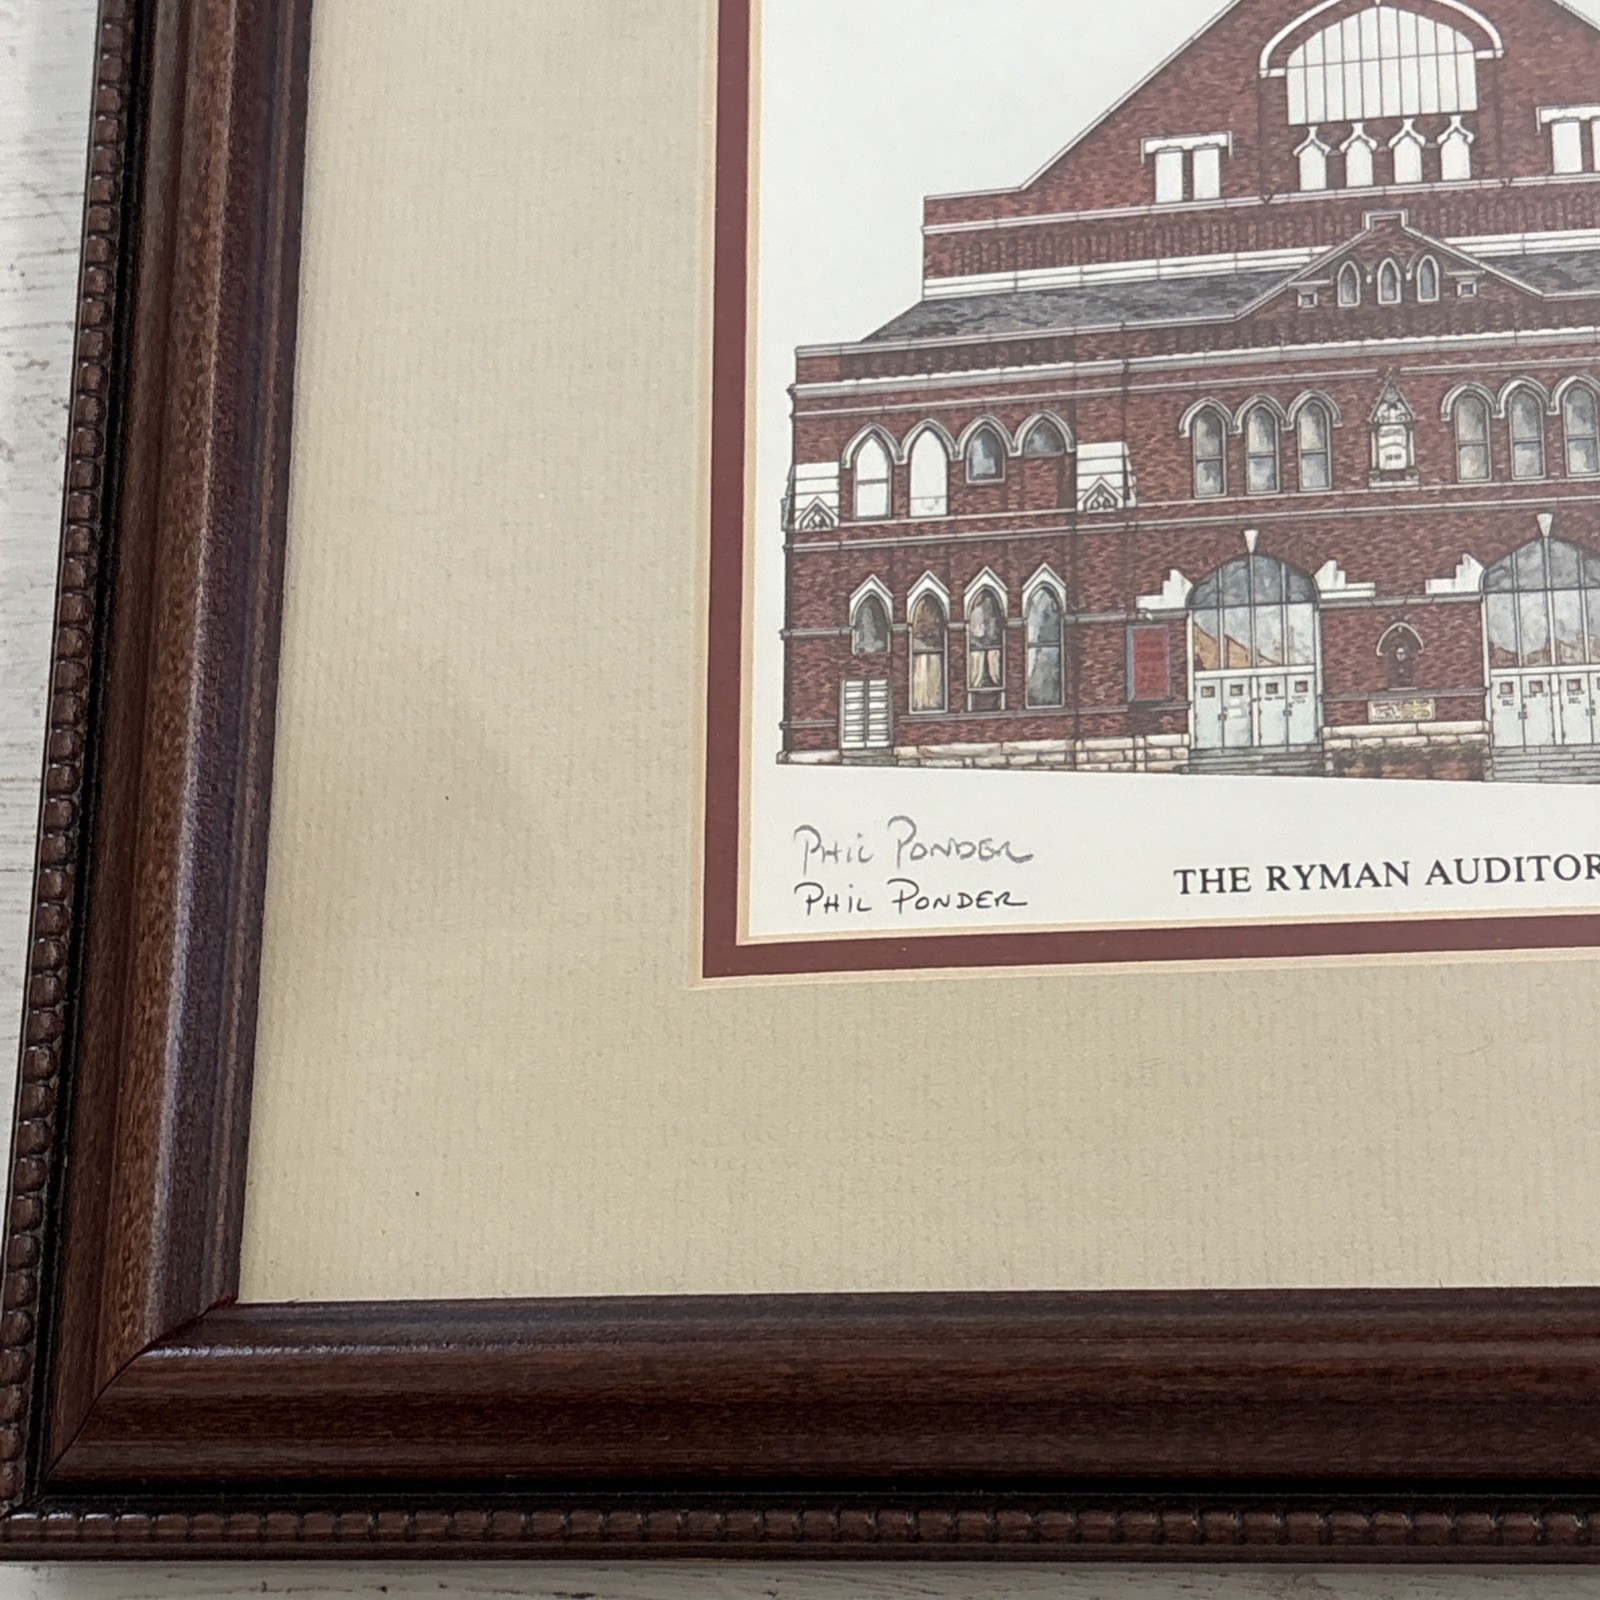 PHIL PONDER
PHIL PONDER
THE RYMAN AUDITOR